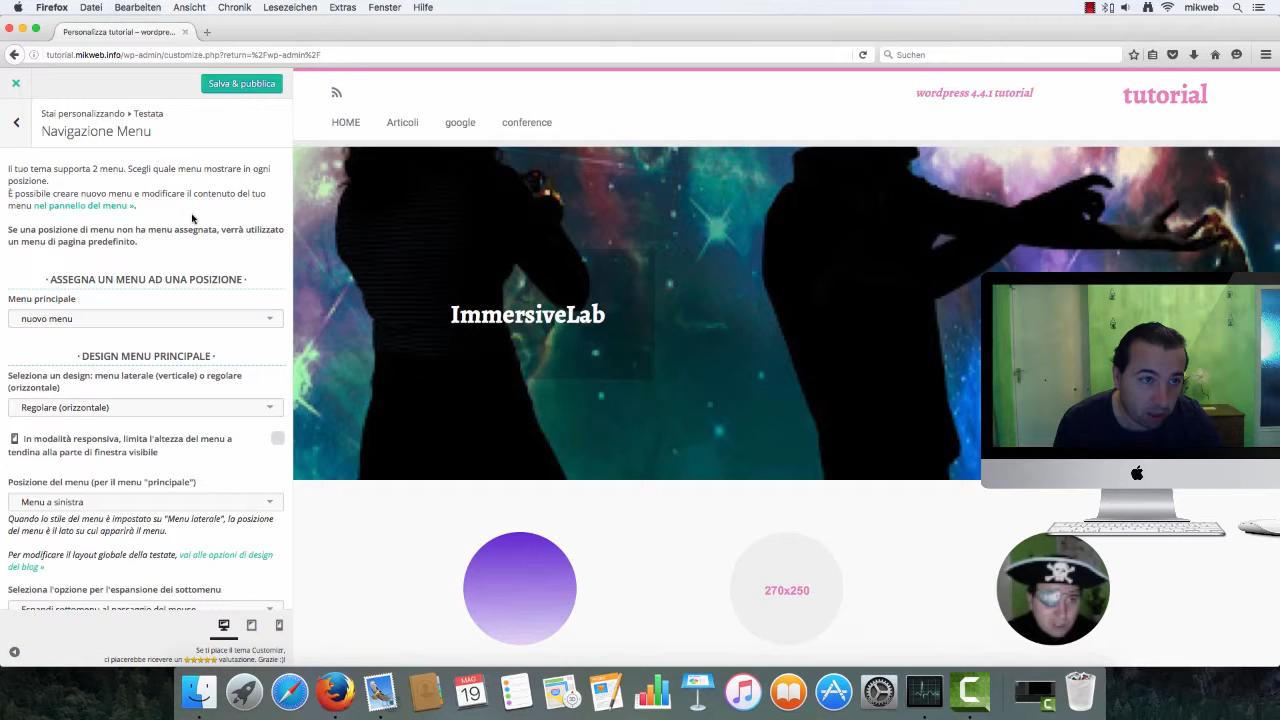 Firefox Datei Bearbeiten Ansicht Chronik Lesezeichen Extras Fenster Hilfe
mikweb
Personalizza tutorial – wordpre...
tutorial.mikweb.info/wp-admin/customize.php?return=%2Fwp-admin%2F
Suchen
Salva & pubblica
Stai personalizzando ▸ Testata
Navigazione Menu
Il tuo tema supporta 2 menu. Scegli quale menu mostrare in ogni
posizione.
È possibile creare nuovo menu e modificare il contenuto del tuo
menu nel pannello del menu ».
Se una posizione di menu non ha menu assegnata, verrà utilizzato
un menu di pagina predefinito.
· ASSEGNA UN MENU AD UNA POSIZIONE ·
Menu principale
nuovo menu
· DESIGN MENU PRINCIPALE ·
Seleziona un design: menu laterale (verticale) o regolare
(orizzontale)
Regolare (orizzontale)
In modalità responsiva, limita l'altezza del menu a
tendina alla parte di finestra visibile
Posizione del menu (per il menu "principale")
Menu a sinistra
Quando lo stile del menu è impostato su "Menu laterale", la posizione
del menu è il lato su cui apparirà il menu.
Per modificare il layout globale della testate, vai alle opzioni di design
del blog »
Seleziona l'opzione per l'espansione dei sottomenu
Espandi sottomenu al passaggio del mouse
Se ti piace il tema Customizr,
ci piacerebbe ricevere un ★★★★★ valutazione. Grazie :)!
wordpress 4.4.1 tutorial
tutorial
HOME Articoli google conference
ImmersiveLab
270x250
MAG
19